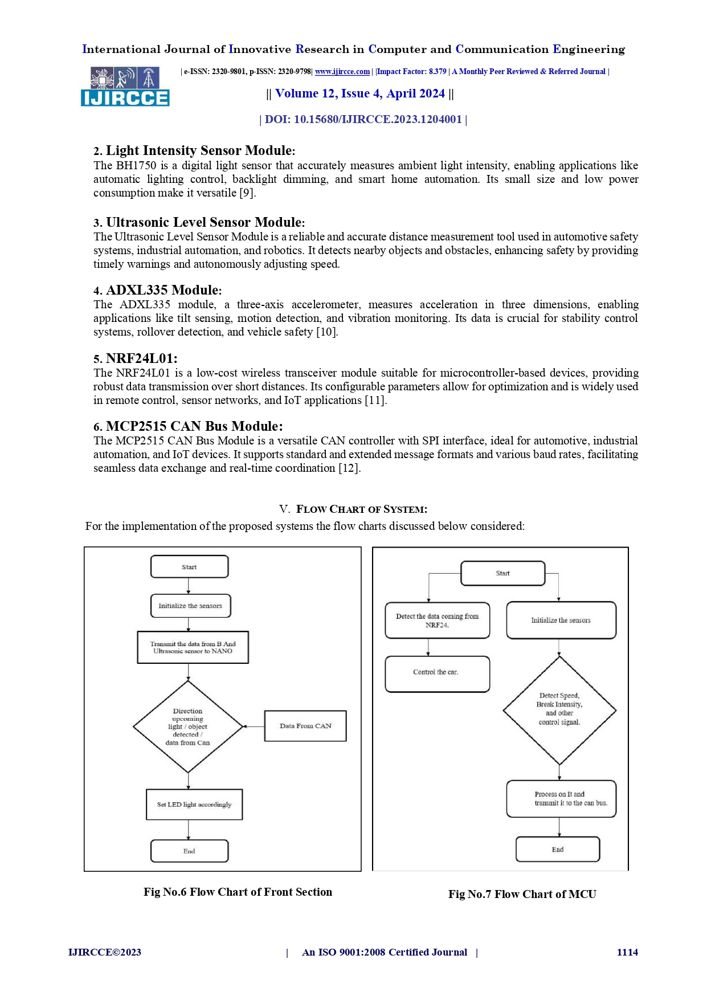 International Journal of Innovative Research in Computer and Communication Engineering
| e-ISSN: 2320-9801, p-ISSN: 2320-9798| www.ijircce.com | |Impact Factor: 8.379 | A Monthly Peer Reviewed & Referred Journal |
IJIRCCE
|| Volume 12, Issue 4, April 2024 ||
| DOI: 10.15680/IJIRCCE.2023.1204001 |
2. Light Intensity Sensor Module:
The BH1750 is a digital light sensor that accurately measures ambient light intensity, enabling applications like
automatic lighting control, backlight dimming, and smart home automation. Its small size and low power
consumption make it versatile [9].
3. Ultrasonic Level Sensor Module:
The Ultrasonic Level Sensor Module is a reliable and accurate distance measurement tool used in automotive safety
systems, industrial automation, and robotics. It detects nearby objects and obstacles, enhancing safety by providing
timely warnings and autonomously adjusting speed.
4. ADXL335 Module:
The ADXL335 module, a three-axis accelerometer, measures acceleration in three dimensions, enabling
applications like tilt sensing, motion detection, and vibration monitoring. Its data is crucial for stability control
systems, rollover detection, and vehicle safety [10].
5. NRF24L01:
The NRF24L01 is a low-cost wireless transceiver module suitable for microcontroller-based devices, providing
robust data transmission over short distances. Its configurable parameters allow for optimization and is widely used
in remote control, sensor networks, and IoT applications [11].
6. MCP2515 CAN Bus Module:
The MCP2515 CAN Bus Module is a versatile CAN controller with SPI interface, ideal for automotive, industrial
automation, and IoT devices. It supports standard and extended message formats and various baud rates, facilitating
seamless data exchange and real-time coordination [12].
V. FLOW CHART OF SYSTEM:
For the implementation of the proposed systems the flow charts discussed below considered:
Start
Initialize the sensors
Transmit the data from B And
Ultrasonic sensor to NANO
Direction
upcoming
light / object
detected /
data from Can
Data From CAN
Set LED light accordingly
End
Start
Detect the data coming from
NRF24.
Control the car.
Initialize the sensors
Detect Speed,
Break Intensity,
and other
control signal.
Process on It and
transmit it to the can bus.
End
Fig No.6 Flow Chart of Front Section
Fig No.7 Flow Chart of MCU
IJIRCCE©2023 | An ISO 9001:2008 Certified Journal | 1114